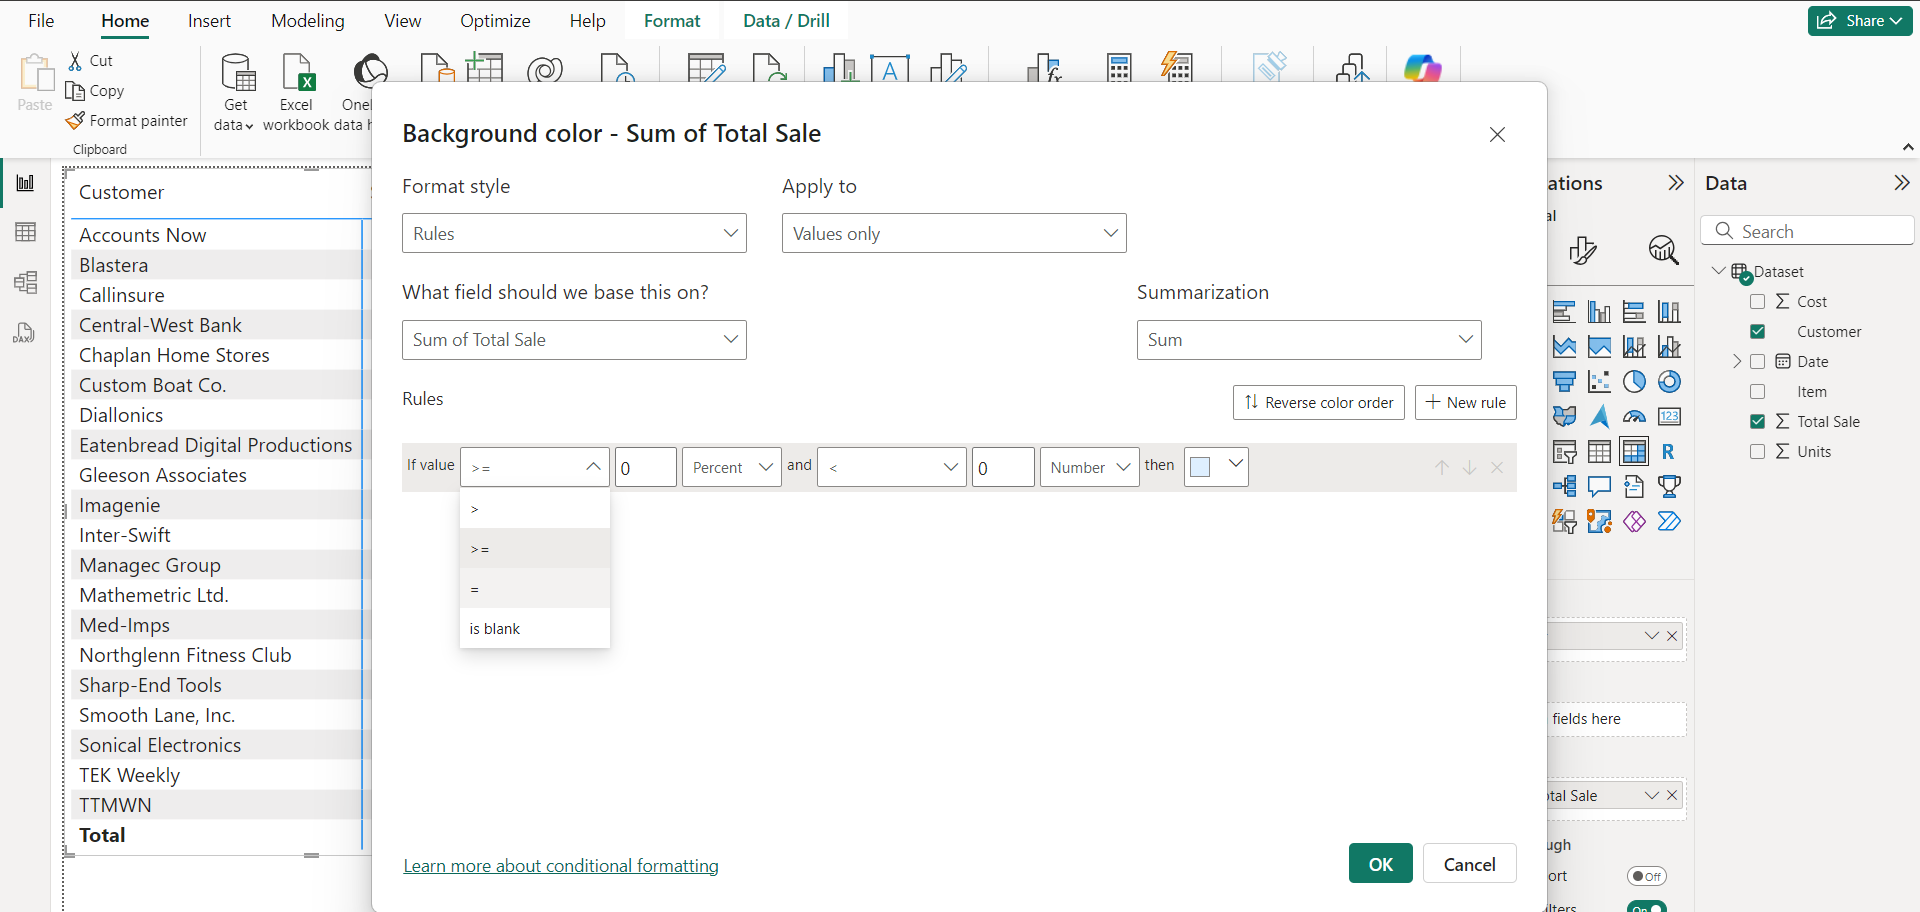 File Home Insert Modeling View Optimize Help Format Data / Drill Share
Paste
Cut
Copy
Format painter
Clipboard
Get data
Excel workbook
data
Background color - Sum of Total Sale
Format style
Apply to
Rules
Values only
What field should we base this on?
Summarization
Sum of Total Sale
Sum
Rules
Reverse color order
New rule
If value >= 0 Percent and < 0 Number then
>
>=
=
is blank
Learn more about conditional formatting
OK
Cancel
Customer
Accounts Now
Blastera
Callinsure
Central-West Bank
Chaplan Home Stores
Custom Boat Co.
Diallonics
Eatenbread Digital Productions
Gleeson Associates
Imagenie
Inter-Swift
Managec Group
Mathemetric Ltd.
Med-Imps
Northglenn Fitness Club
Sharp-End Tools
Smooth Lane, Inc.
Sonical Electronics
TEK Weekly
TTMWN
Total
DAX
A
fx
ations
al
123
R
fields here
otal Sale
ugh
ort
Off
On
Data
Search
Dataset
Cost
Customer
Date
Item
Total Sale
Units